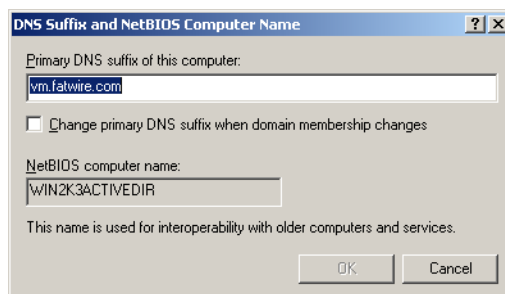 DNS Suffix and NetBIOS Computer Name
Primary DNS suffix of this computer:
vm.fatwire.com
Change primary DNS suffix when domain membership changes
NetBIOS computer name:
WIN2K3ACTIVEDIR
This name is used for interoperability with older computers and services.
OK Cancel